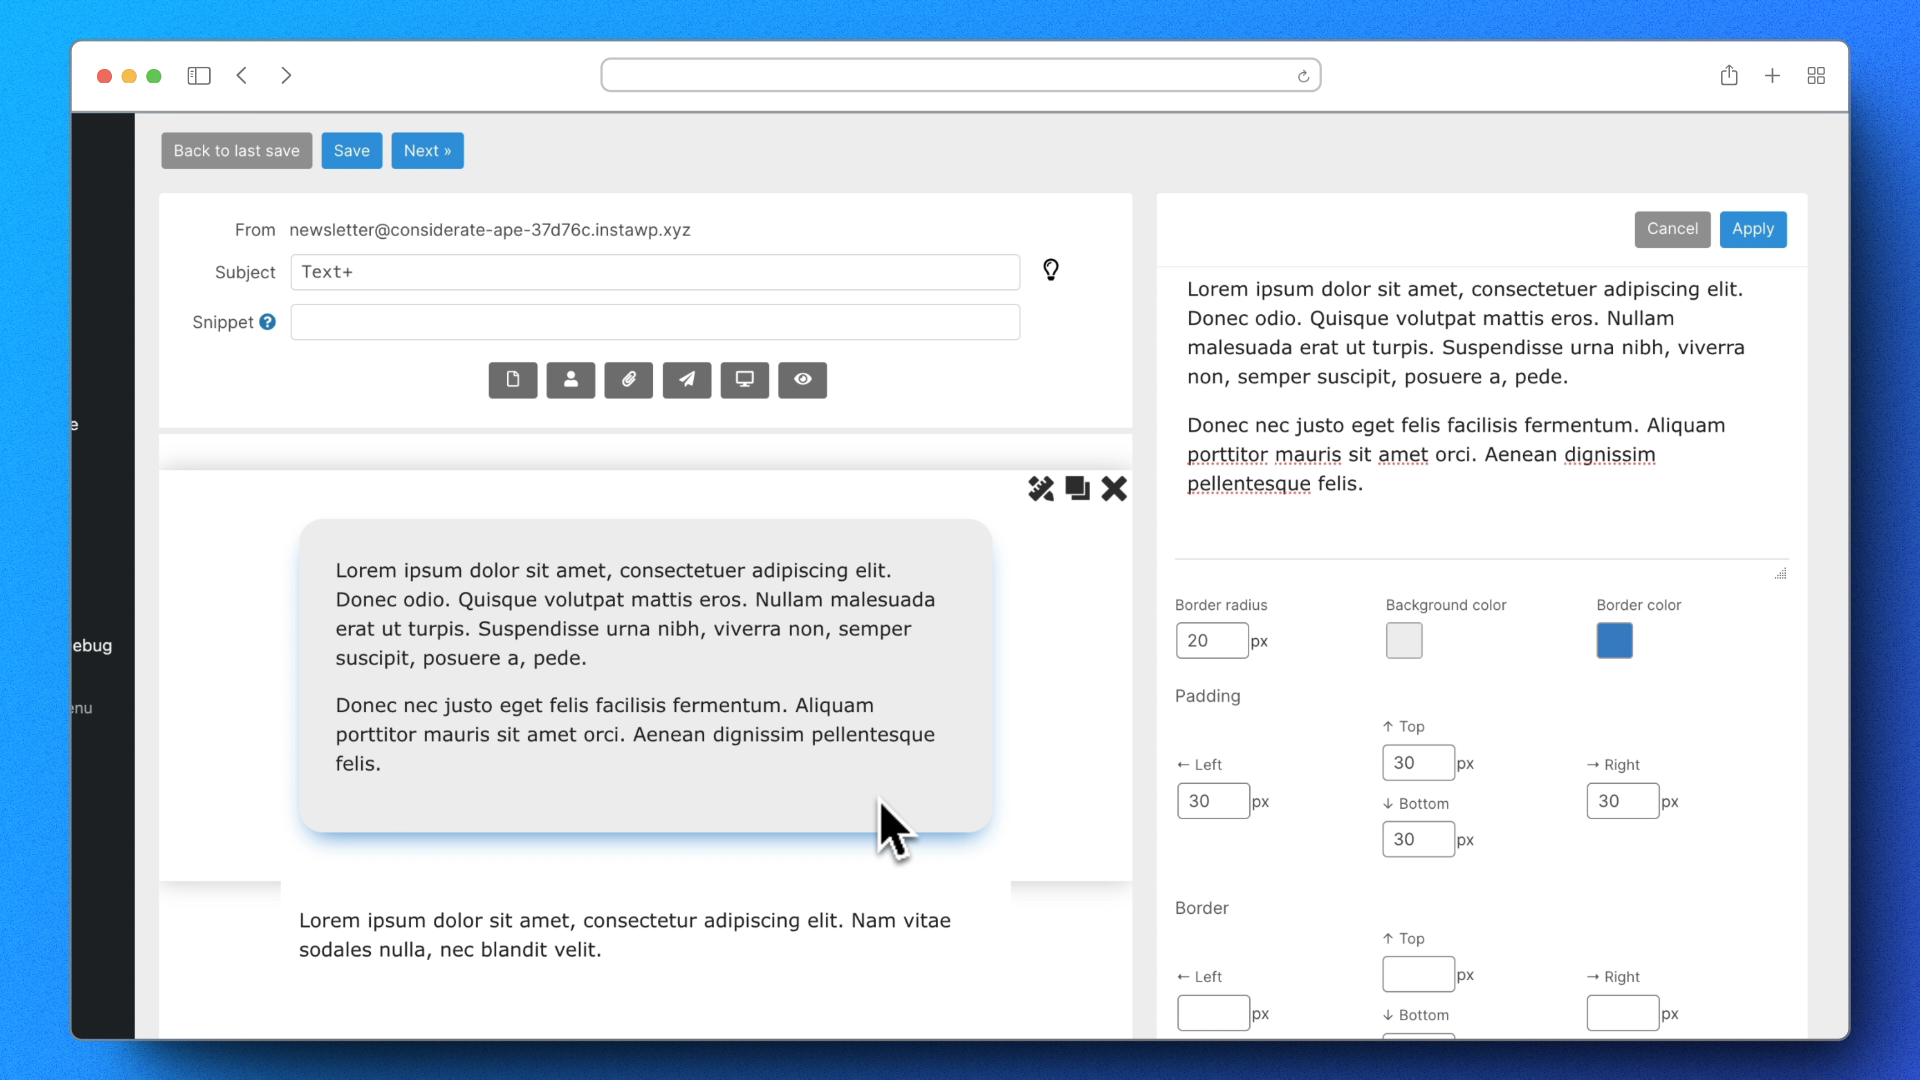 Back to last save
Save
Next »
From newsletter@considerate-ape-37d76c.instawp.xyz
Subject Text+
Snippet ?
e
ebug
enu
Lorem ipsum dolor sit amet, consectetuer adipiscing elit.
Donec odio. Quisque volutpat mattis eros. Nullam malesuada
erat ut turpis. Suspendisse urna nibh, viverra non, semper
suscipit, posuere a, pede.
Donec nec justo eget felis facilisis fermentum. Aliquam
porttitor mauris sit amet orci. Aenean dignissim pellentesque
felis.
Lorem ipsum dolor sit amet, consectetur adipiscing elit. Nam vitae
sodales nulla, nec blandit velit.
Cancel
Apply
Lorem ipsum dolor sit amet, consectetuer adipiscing elit.
Donec odio. Quisque volutpat mattis eros. Nullam
malesuada erat ut turpis. Suspendisse urna nibh, viverra
non, semper suscipit, posuere a, pede.
Donec nec justo eget felis facilisis fermentum. Aliquam
porttitor mauris sit amet orci. Aenean dignissim
pellentesque felis.
Border radius
20 px
Background color
Border color
Padding
↑ Top
30 px
← Left
30 px
→ Right
30 px
↓ Bottom
30 px
Border
↑ Top
px
← Left
px
→ Right
px
↓ Bottom